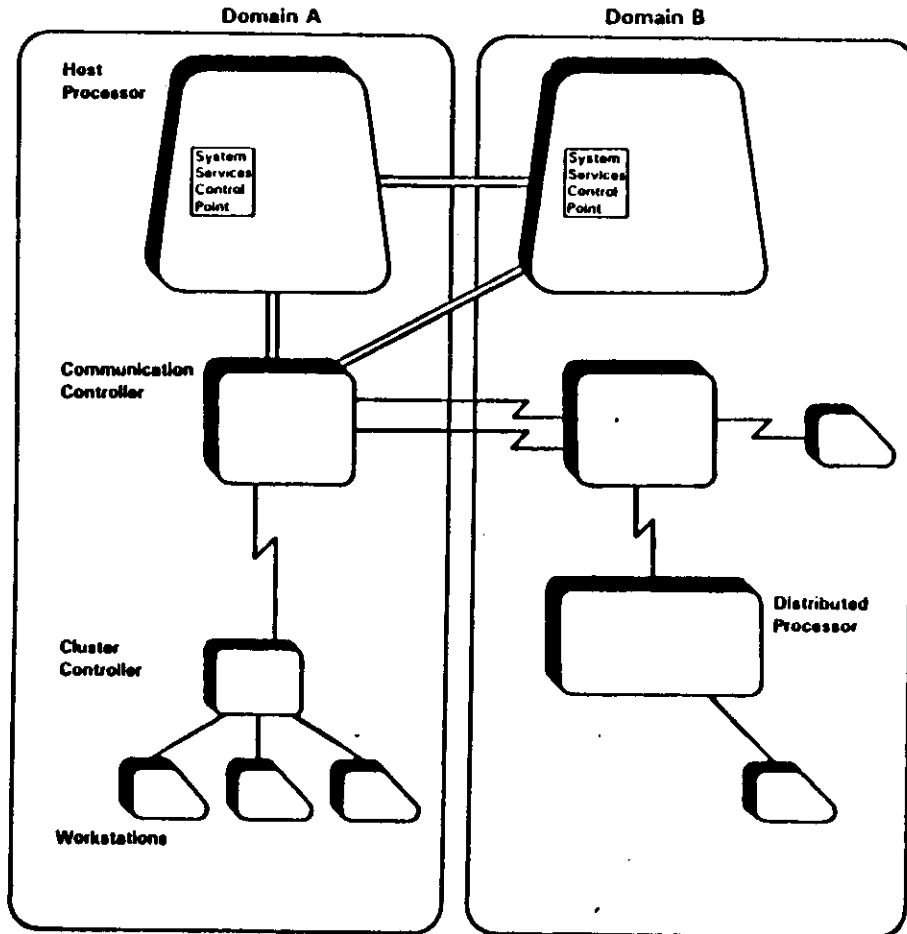 Domain A
Domain B
Host
Processor
System
Services
Control
Point
System
Services
Control
Point
Communication
Controller
Distributed
Processor
Cluster
Controller
Workstations